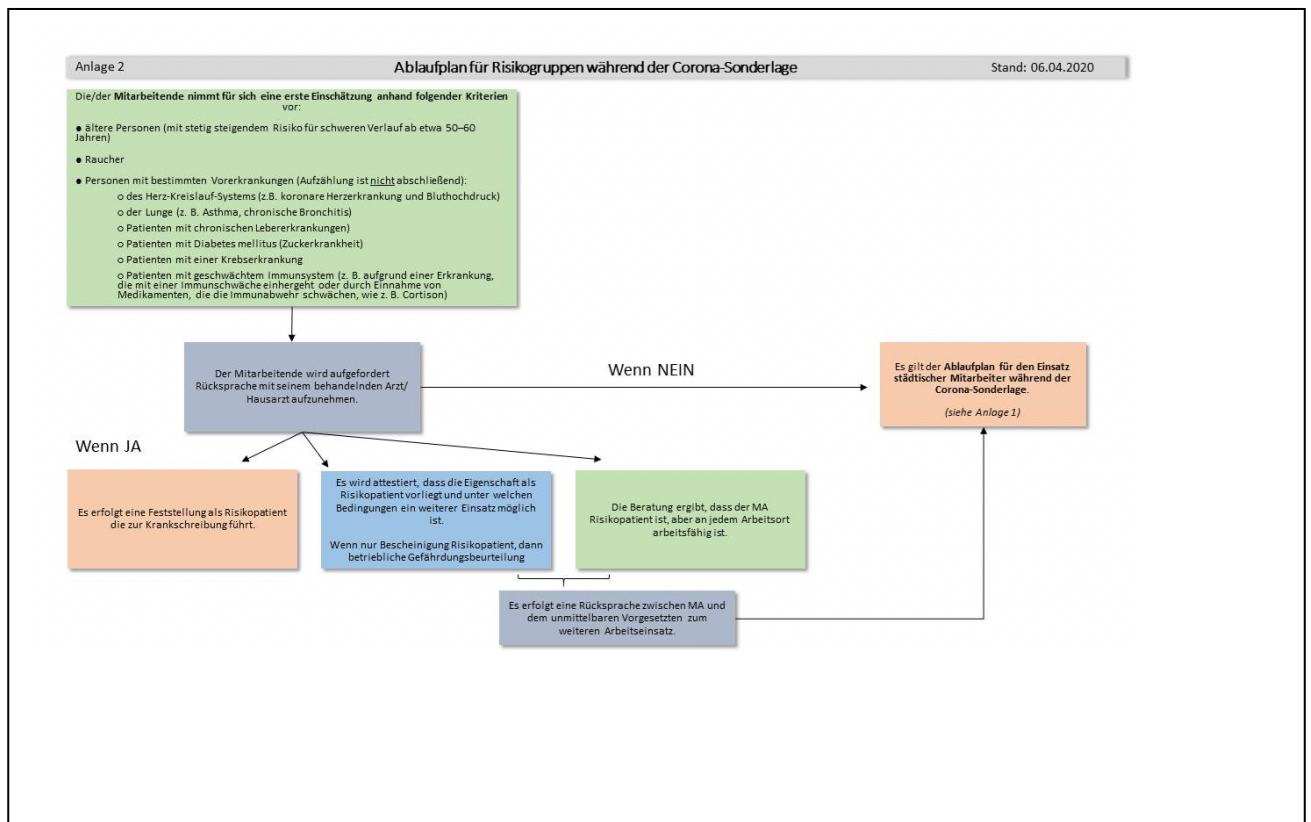 Anlage 2 Ablaufplan für Risikogruppen während der Corona-Sonderlage Stand: 06.04.2020
Die/der Mitarbeitende nimmt für sich eine erste Einschätzung anhand folgender Kriterien
vor:
● ältere Personen (mit stetig steigendem Risiko für schweren Verlauf ab etwa 50–60
Jahren)
● Raucher
● Personen mit bestimmten Vorerkrankungen (Aufzählung ist nicht abschließend):
o des Herz-Kreislauf-Systems (z.B. koronare Herzerkrankung und Bluthochdruck)
o der Lunge (z. B. Asthma, chronische Bronchitis)
o Patienten mit chronischen Lebererkrankungen)
o Patienten mit Diabetes mellitus (Zuckerkrankheit)
o Patienten mit einer Krebserkrankung
o Patienten mit geschwächtem Immunsystem (z. B. aufgrund einer Erkrankung,
die mit einer Immunschwäche einhergeht oder durch Einnahme von
Medikamenten, die die Immunabwehr schwächen, wie z. B. Cortison)
Der Mitarbeitende wird aufgefordert
Rücksprache mit seinem behandelnden Arzt/
Hausarzt aufzunehmen.
Wenn NEIN
Es gilt der Ablaufplan für den Einsatz
städtischer Mitarbeiter während der
Corona-Sonderlage.
(siehe Anlage 1)
Wenn JA
Es erfolgt eine Feststellung als Risikopatient
die zur Krankschreibung führt.
Es wird attestiert, dass die Eigenschaft als
Risikopatient vorliegt und unter welchen
Bedingungen ein weiterer Einsatz möglich
ist.
Wenn nur Bescheinigung Risikopatient, dann
betriebliche Gefährdungsbeurteilung
Die Beratung ergibt, dass der MA
Risikopatient ist, aber an jedem Arbeitsort
arbeitsfähig ist.
Es erfolgt eine Rücksprache zwischen MA und
dem unmittelbaren Vorgesetzten zum
weiteren Arbeitseinsatz.